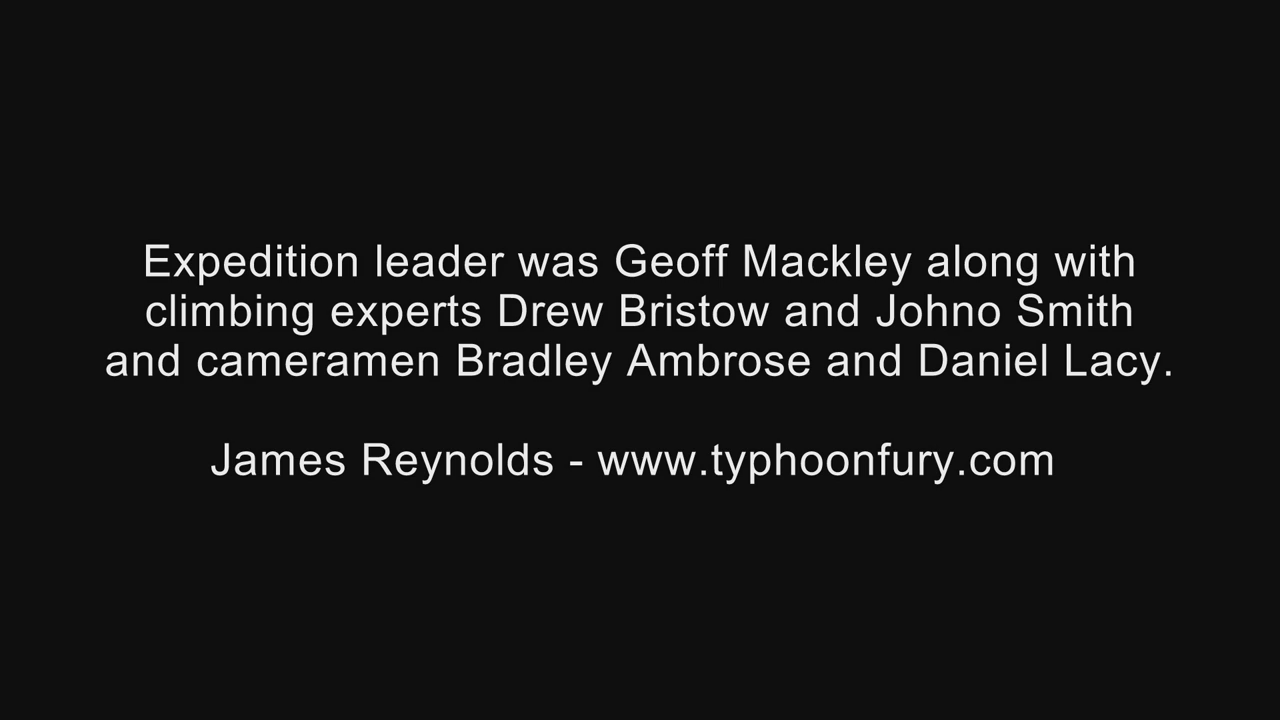 Expedition leader was Geoff Mackley along with
climbing experts Drew Bristow and Johno Smith
and cameramen Bradley Ambrose and Daniel Lacy.
James Reynolds - www.typhoonfury.com